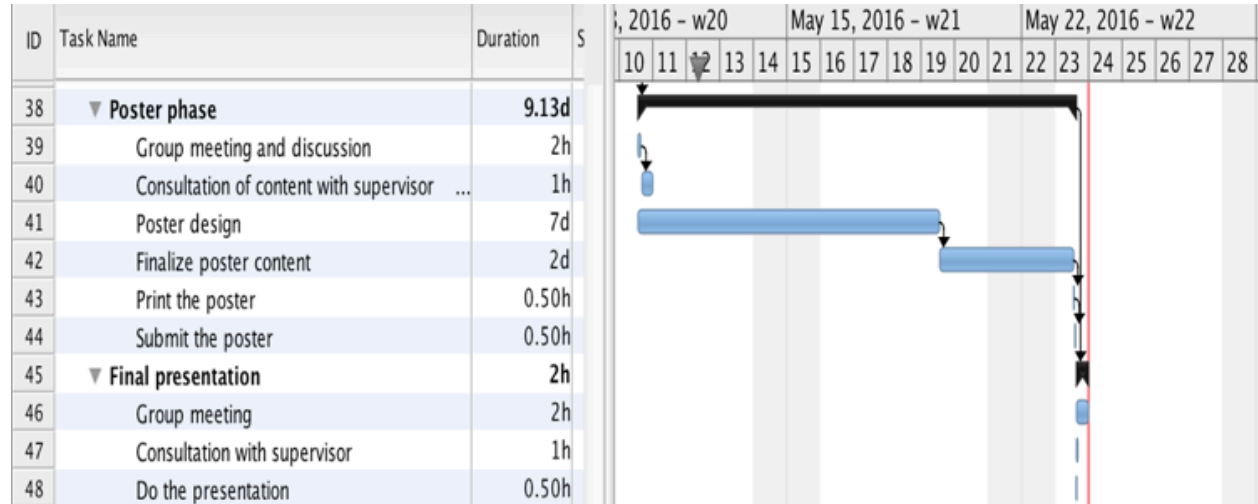 ID Task Name Duration S , 2016 – w20 May 15, 2016 – w21 May 22, 2016 – w22
10 11 12 13 14 15 16 17 18 19 20 21 22 23 24 25 26 27 28
38 Poster phase 9.13d
39 Group meeting and discussion 2h
40 Consultation of content with supervisor ... 1h
41 Poster design 7d
42 Finalize poster content 2d
43 Print the poster 0.50h
44 Submit the poster 0.50h
45 Final presentation 2h
46 Group meeting 2h
47 Consultation with supervisor 1h
48 Do the presentation 0.50h